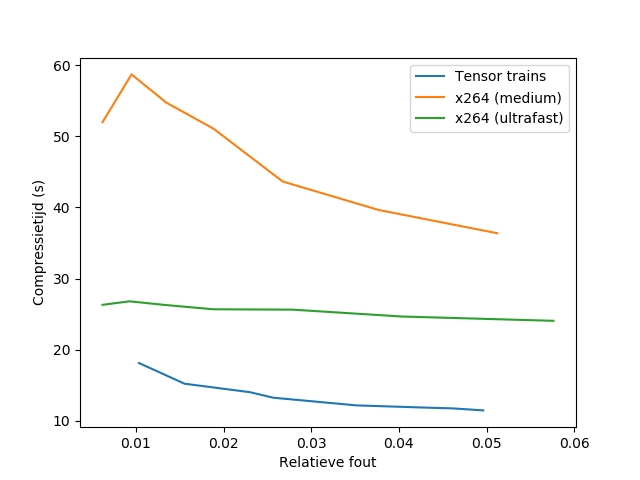 Tensor trains
x264 (medium)
x264 (ultrafast)
60
50
40
30
20
10
Compressietijd (s)
0.01 0.02 0.03 0.04 0.05 0.06
Relatieve fout